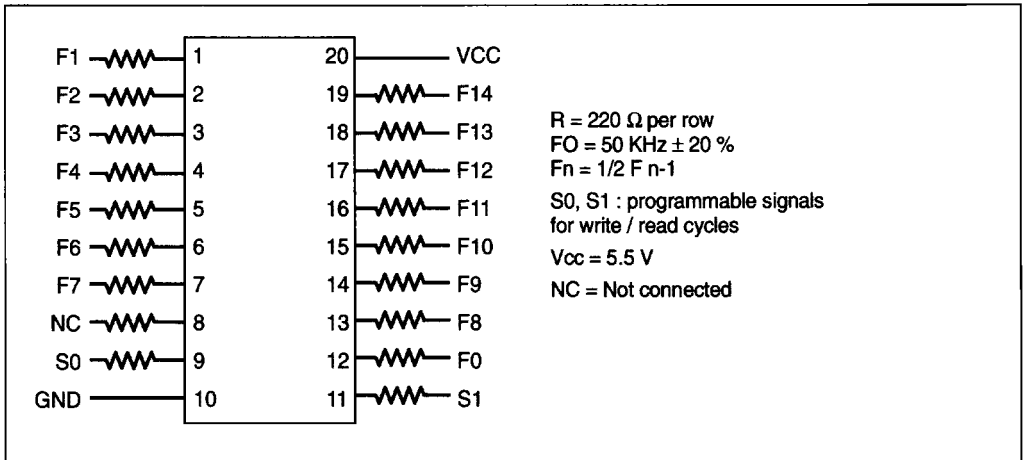 F1 1 20 VCC
F2 2 19 F14
F3 3 18 F13
F4 4 17 F12
F5 5 16 F11
F6 6 15 F10
F7 7 14 F9
NC 8 13 F8
S0 9 12 F0
GND 10 11 S1
R = 220 Ω per row
FO = 50 KHz ± 20 %
Fn = 1/2 F n-1
S0, S1 : programmable signals
for write / read cycles
Vcc = 5.5 V
NC = Not connected